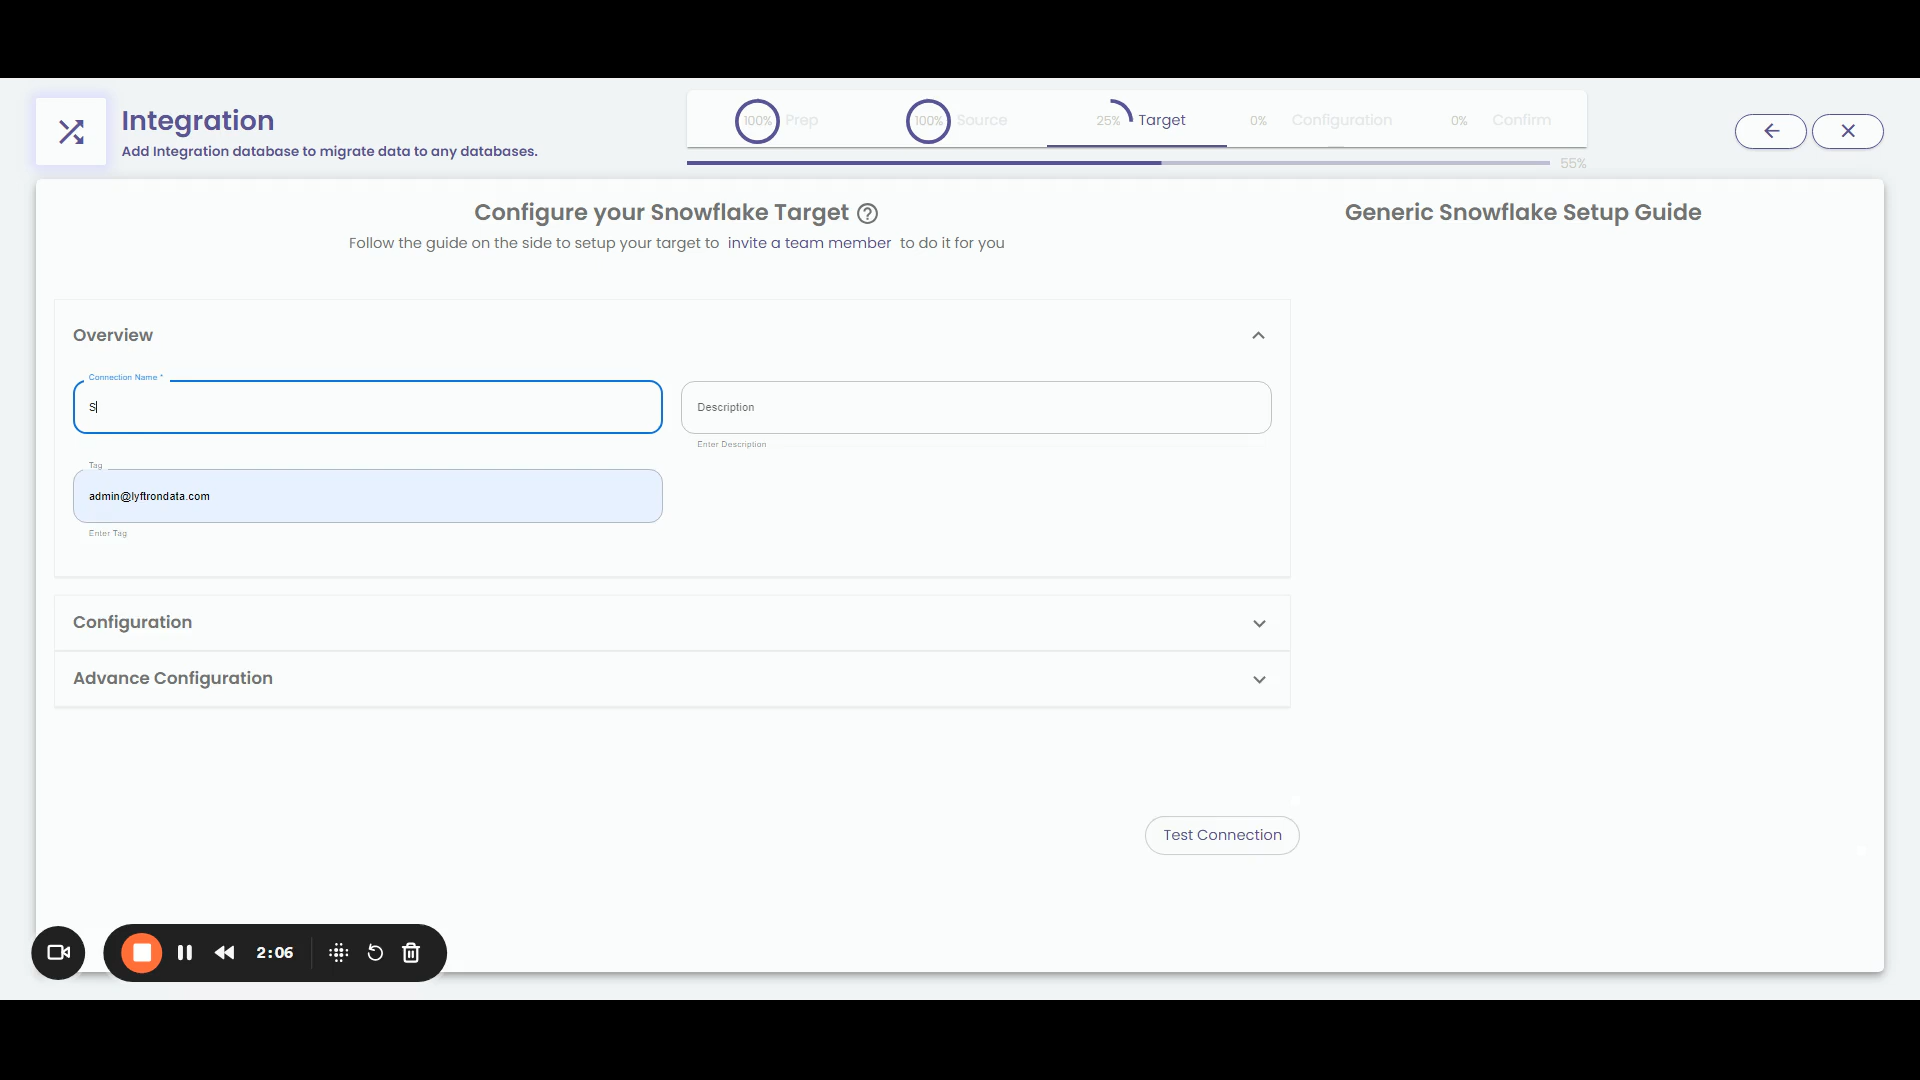 Integration
Add Integration database to migrate data to any databases.
100% Prep
100% Source
25% Target
0% Configuration
0% Confirm
55%
Configure your Snowflake Target
Follow the guide on the side to setup your target to invite a team member to do it for you
Generic Snowflake Setup Guide
Overview
Connection Name *
S
Description
Enter Description
Tag
admin@lyftrondata.com
Enter Tag
Configuration
Advance Configuration
Test Connection
2:06